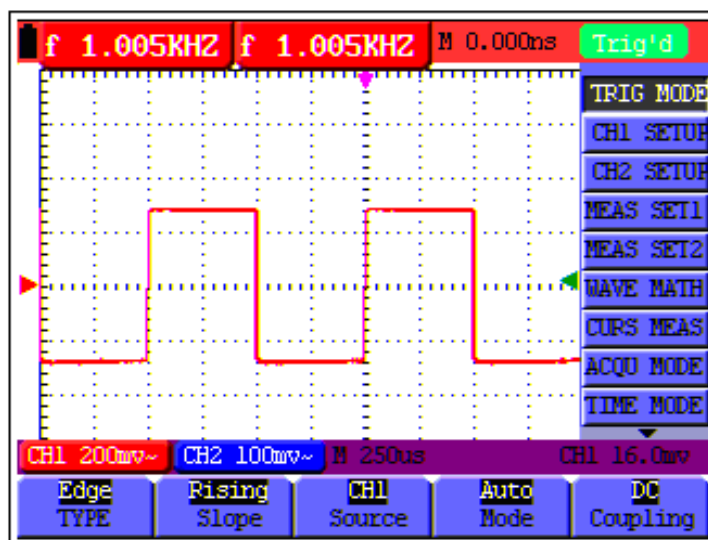 f 1.005KHZ f 1.005KHZ M 0.000ns Trig'd
TRIG MODE
CH1 SETUP
CH2 SETUP
MEAS SET1
MEAS SET2
WAVE MATH
CURS MEAS
ACQU MODE
TIME MODE
CH1 200mv~ CH2 100mv~ M 250us CH1 16.0mv
Edge Rising CH1 Auto DC
TYPE Slope Source Mode Coupling